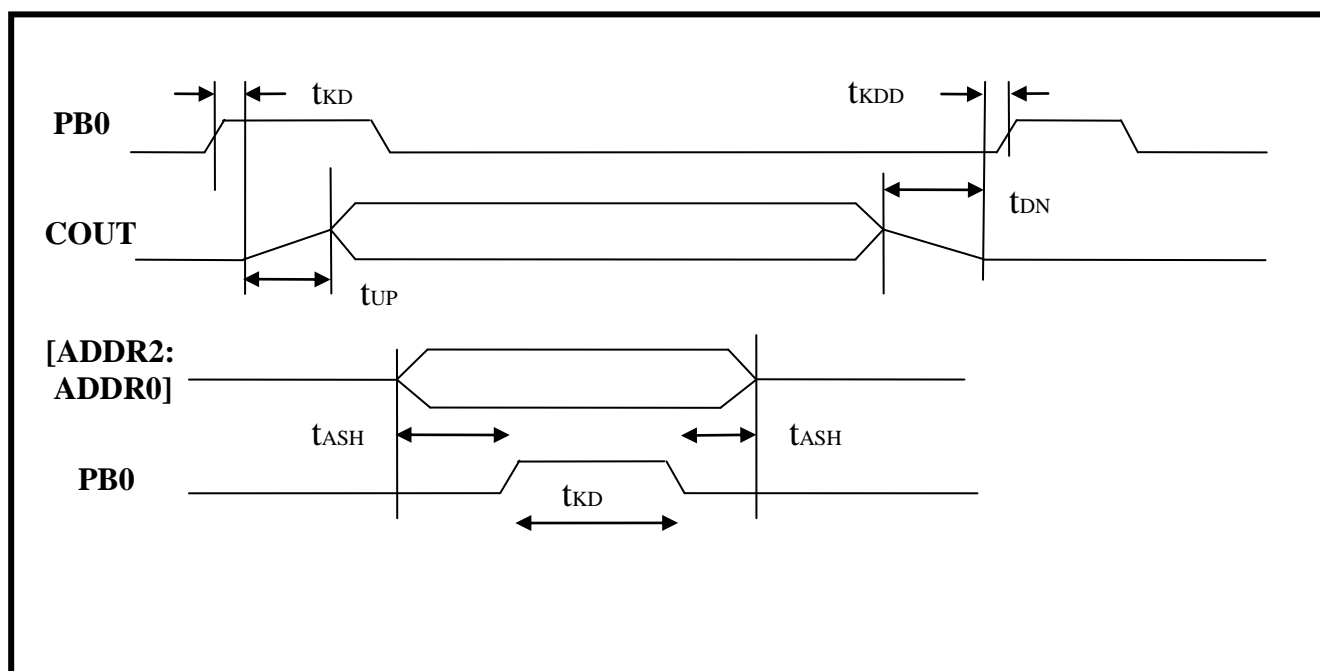 tKD
tKDD
PB0
tDN
COUT
tUP
[ADDR2:
ADDR0]
tASH
tASH
PB0
tKD